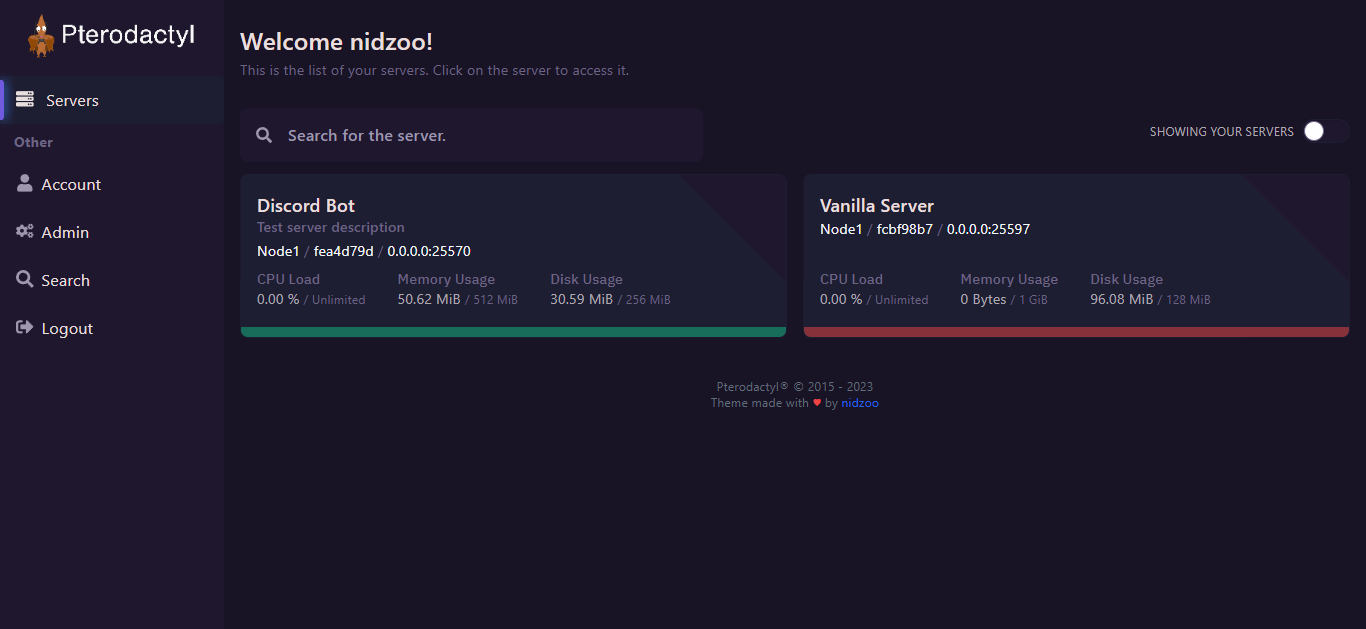 Pterodactyl
Servers
Other
Account
Admin
Search
Logout
Welcome nidzoo!
This is the list of your servers. Click on the server to access it.
Search for the server.
SHOWING YOUR SERVERS
Discord Bot
Test server description
Node1 / fea4d79d / 0.0.0.0:25570
CPU Load Memory Usage Disk Usage
0.00 % / Unlimited 50.62 MiB / 512 MiB 30.59 MiB / 256 MiB
Vanilla Server
Node1 / fcbf98b7 / 0.0.0.0:25597
CPU Load Memory Usage Disk Usage
0.00 % / Unlimited 0 Bytes / 1 GiB 96.08 MiB / 128 MiB
Pterodactyl® © 2015 - 2023
Theme made with ♥ by nidzoo